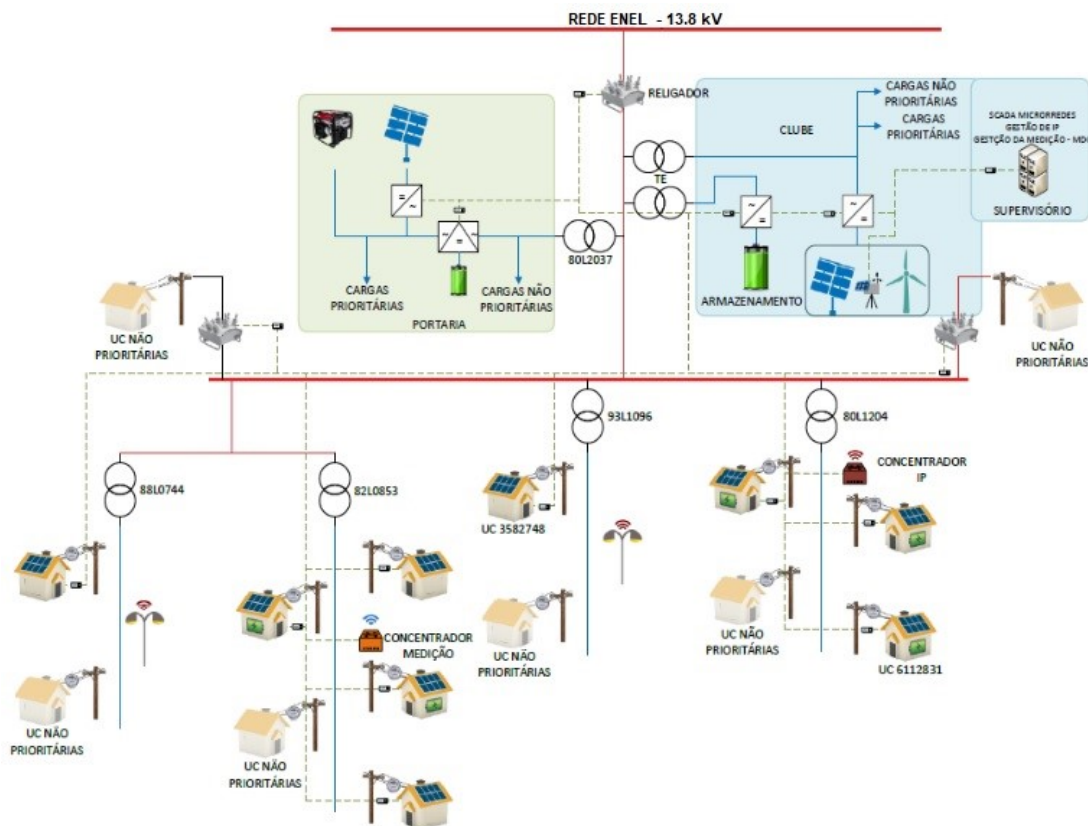 REDE ENEL - 13.8 kV
RELIGADOR
CLUBE
CARGAS NÃO
PRIORITÁRIAS
CARGAS
PRIORITÁRIAS
SCADA MICRORREDES
GESTÃO DE IP
GESTÇÃO DA MEDIÇÃO - MDC
SUPERVISÓRIO
TE
80L2037
CARGAS
PRIORITÁRIAS
CARGAS NÃO
PRIORITÁRIAS
PORTARIA
ARMAZENAMENTO
UC NÃO
PRIORITÁRIAS
UC NÃO
PRIORITÁRIAS
93L1096
80L1204
88L0744
82L0853
CONCENTRADOR
IP
UC 3582748
CONCENTRADOR
MEDIÇÃO
UC NÃO
PRIORITÁRIAS
UC NÃO
PRIORITÁRIAS
UC 6112831
UC NÃO
PRIORITÁRIAS
UC NÃO
PRIORITÁRIAS